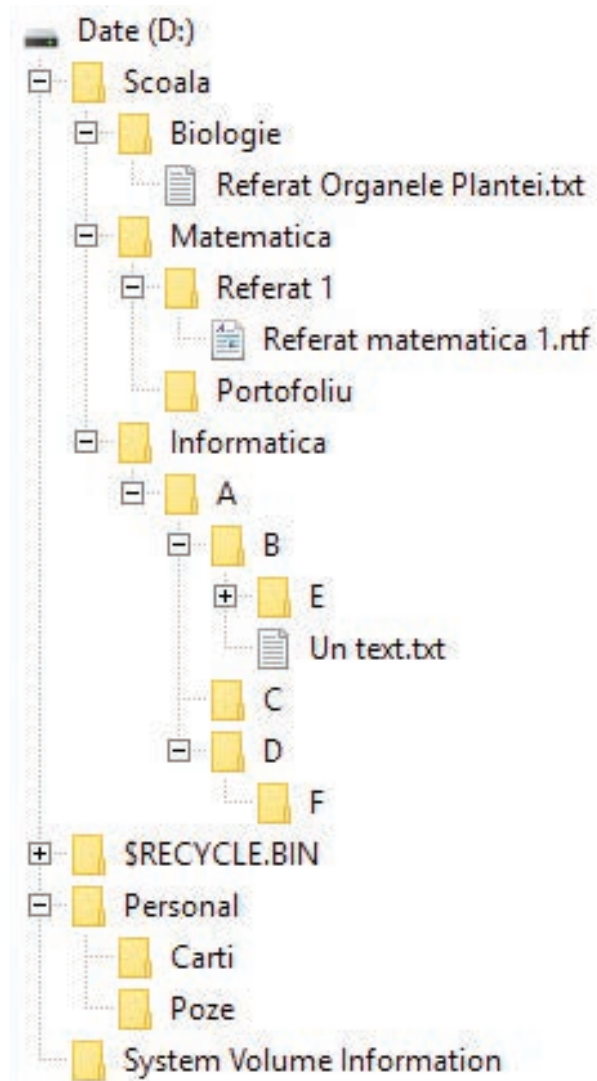 Date (D:)
Scoala
Biologie
Referat Organele Plantei.txt
Matematica
Referat 1
Referat matematica 1.rtf
Portofoliu
Informatica
A
B
E
Un text.txt
C
D
F
$RECYCLE.BIN
Personal
Carti
Poze
System Volume Information